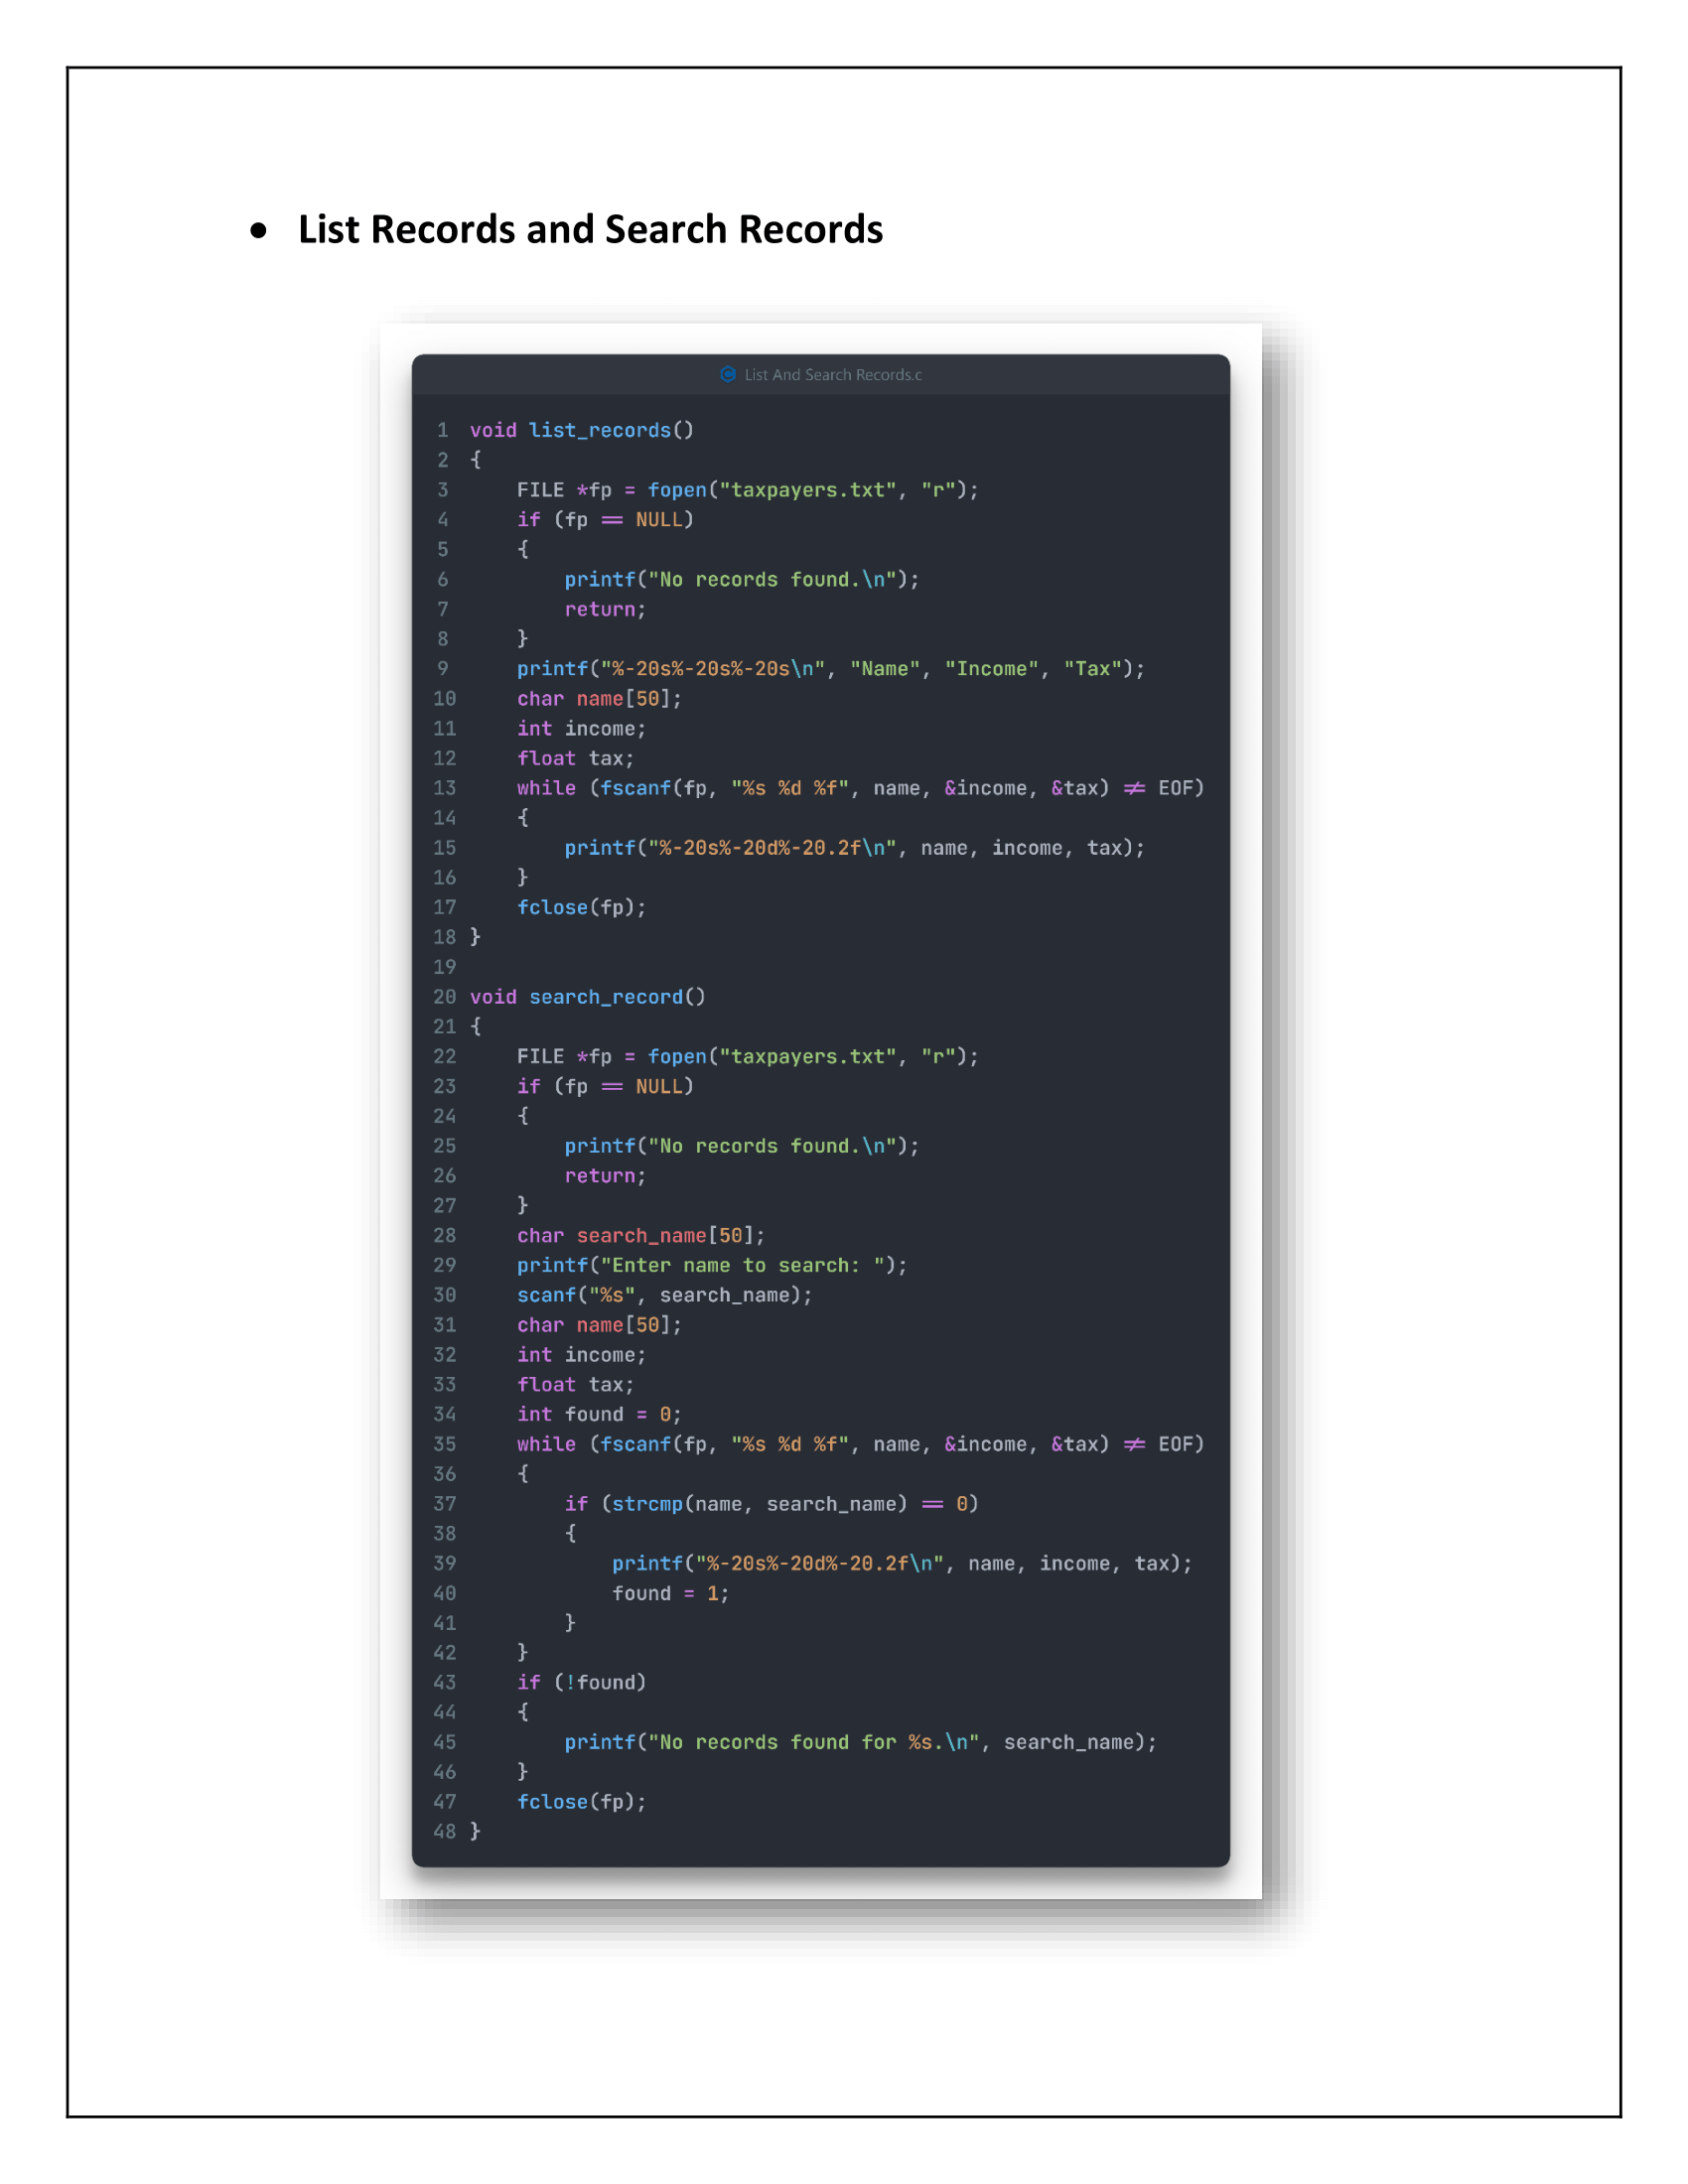 • List Records and Search Records
List And Search Records.c
1 void list_records()
2 {
3     FILE *fp = fopen("taxpayers.txt", "r");
4     if (fp == NULL)
5     {
6         printf("No records found.\n");
7         return;
8     }
9     printf("%-20s%-20s%-20s\n", "Name", "Income", "Tax");
10     char name[50];
11     int income;
12     float tax;
13     while (fscanf(fp, "%s %d %f", name, &income, &tax) != EOF)
14     {
15         printf("%-20s%-20d%-20.2f\n", name, income, tax);
16     }
17     fclose(fp);
18 }
19
20 void search_record()
21 {
22     FILE *fp = fopen("taxpayers.txt", "r");
23     if (fp == NULL)
24     {
25         printf("No records found.\n");
26         return;
27     }
28     char search_name[50];
29     printf("Enter name to search: ");
30     scanf("%s", search_name);
31     char name[50];
32     int income;
33     float tax;
34     int found = 0;
35     while (fscanf(fp, "%s %d %f", name, &income, &tax) != EOF)
36     {
37         if (strcmp(name, search_name) == 0)
38         {
39             printf("%-20s%-20d%-20.2f\n", name, income, tax);
40             found = 1;
41         }
42     }
43     if (!found)
44     {
45         printf("No records found for %s.\n", search_name);
46     }
47     fclose(fp);
48 }